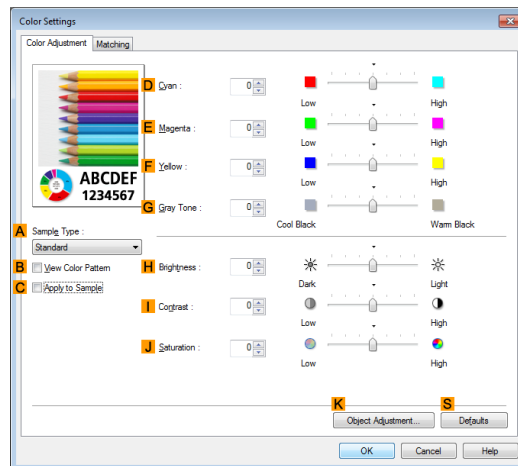 Color Settings
Color Adjustment Matching
ABCDEF
1234567
D Cyan : 0
Low High
E Magenta : 0
Low High
F Yellow : 0
Low High
G Gray Tone : 0
Cool Black Warm Black
A Sample Type :
Standard
B View Color Pattern
C Apply to Sample
H Brightness : 0
Dark Light
I Contrast : 0
Low High
J Saturation : 0
Low High
K S
Object Adjustment... Defaults
OK Cancel Help